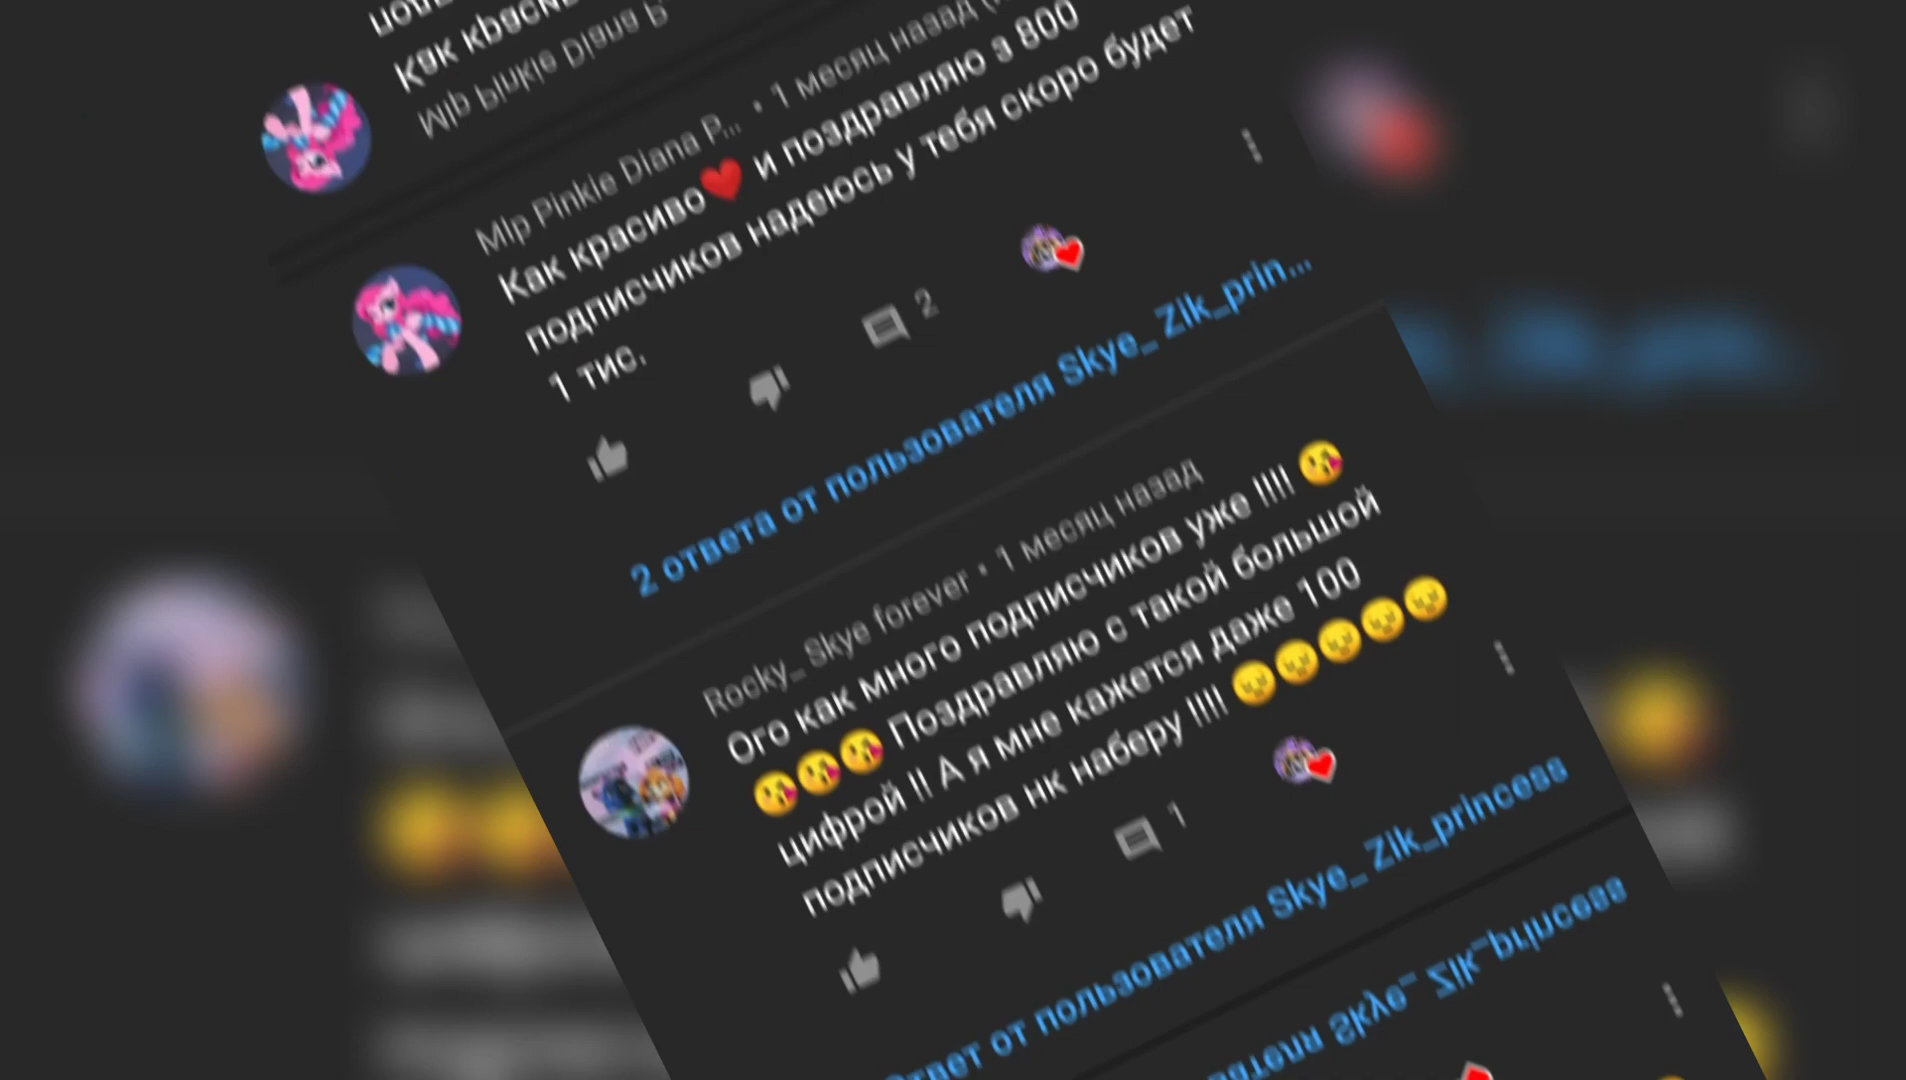 Mlp Pinkie Diana P... • 1 месяц назад
Как красиво❤️ и поздравляю з 800
подписчиков надеюсь у тебя скоро будет
1 тис.
2
2 ответа от пользователя Skye_ Zik_prin...
Rocky_ Skye forever • 1 месяц назад
Ого как много подписчиков уже !!!! 😘
😘😘😘 Поздравляю с такой большой
цифрой !! А я мне кажется даже 100
подписчиков нк наберу !!!! 😔😔😔😔😔
1
ответ от пользователя Skye_ Zik_princess